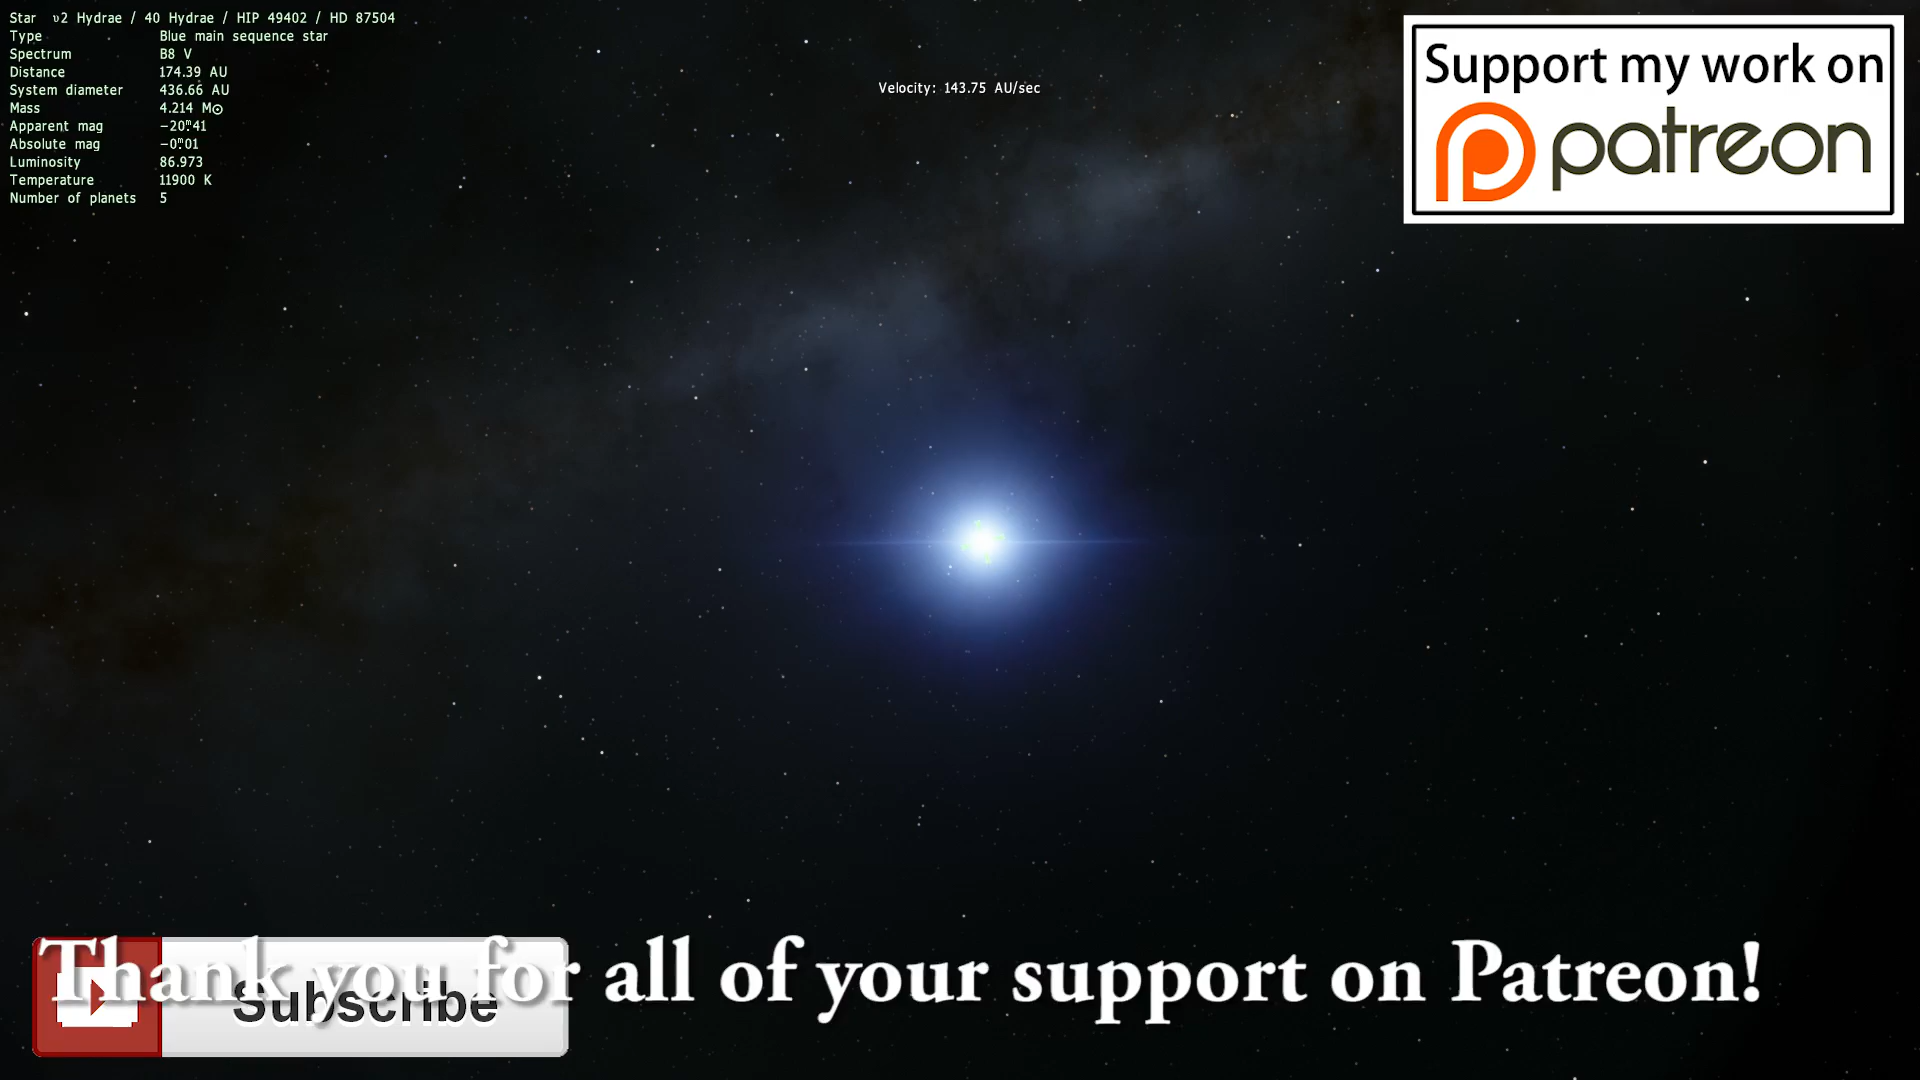 Star υ2 Hydrae / 40 Hydrae / HIP 49402 / HD 87504
Type Blue main sequence star
Spectrum B8 V
Distance 174.39 AU
System diameter 436.66 AU
Mass 4.214 M☉
Apparent mag −20ᵐ41
Absolute mag −0ᵐ01
Luminosity 86.973
Temperature 11900 K
Number of planets 5
Velocity: 143.75 AU/sec
Support my work on
patreon
Thank you for all of your support on Patreon!
Subscribe